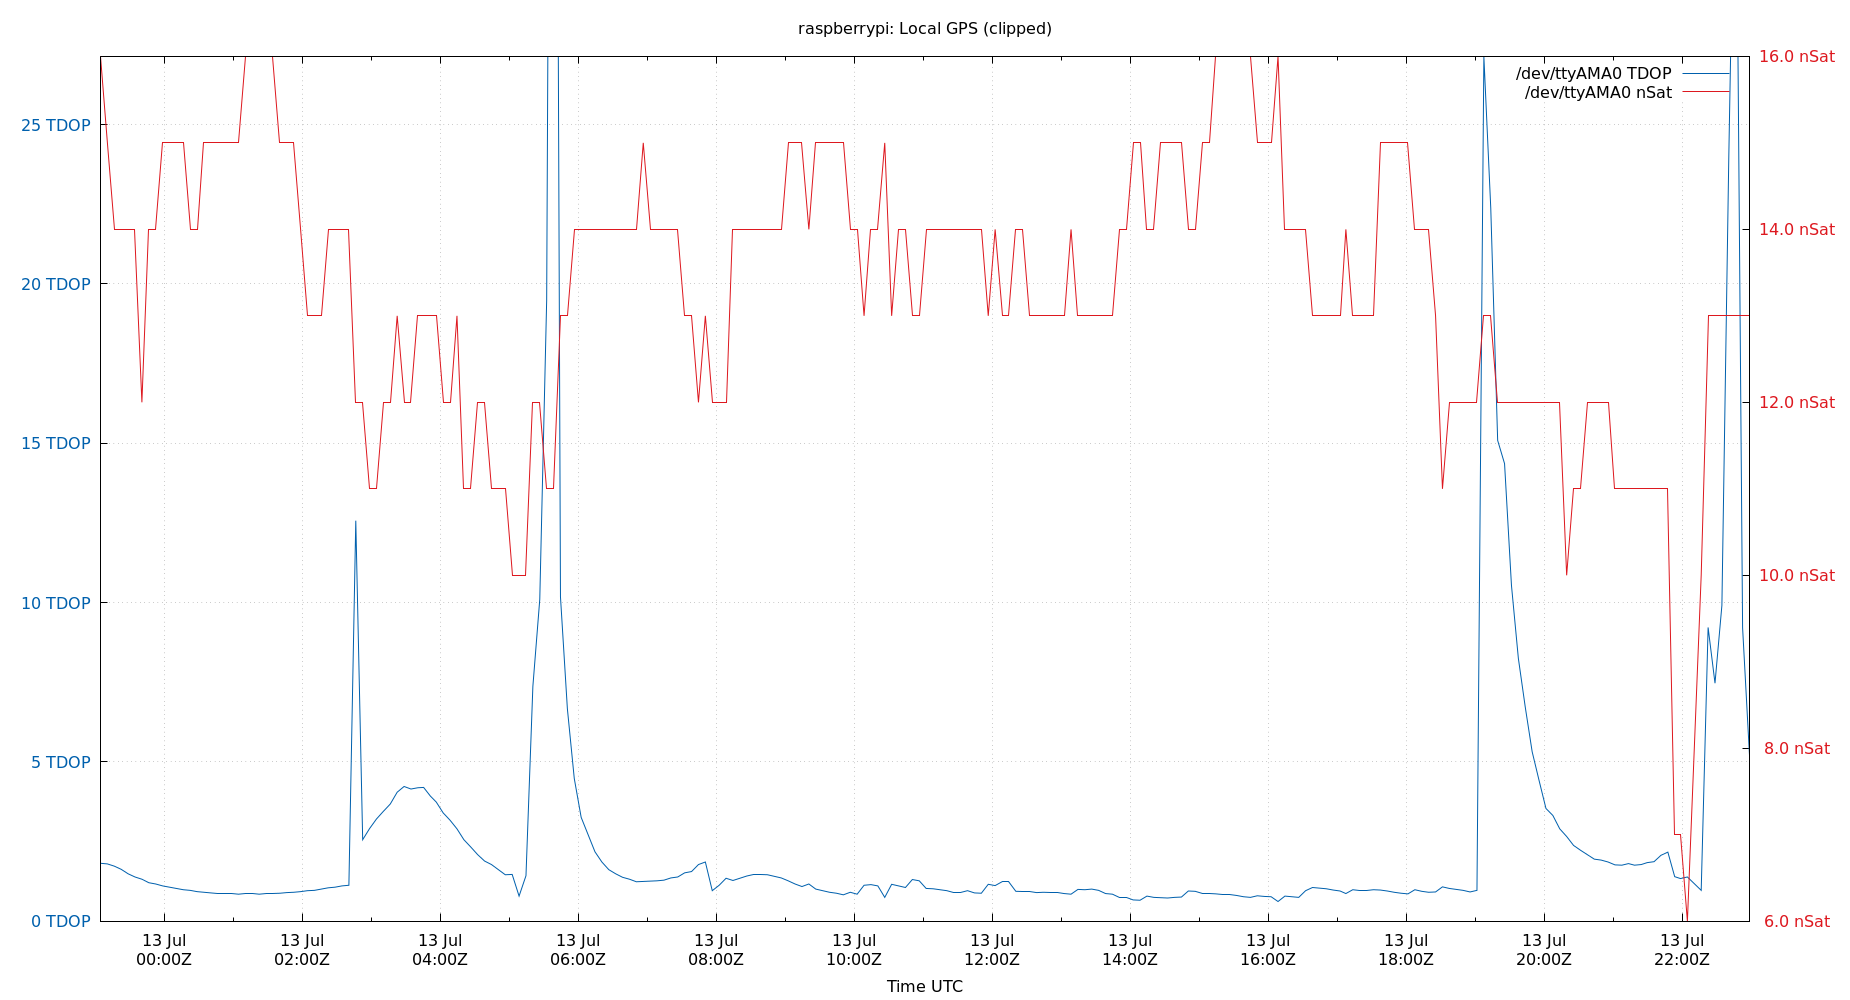 raspberrypi: Local GPS (clipped)
16.0 nSat
/dev/ttyAMA0 TDOP
/dev/ttyAMA0 nSat
25 TDOP
14.0 nSat
20 TDOP
12.0 nSat
15 TDOP
10.0 nSat
10 TDOP
8.0 nSat
5 TDOP
0 TDOP
6.0 nSat
13 Jul 13 Jul 13 Jul 13 Jul 13 Jul 13 Jul 13 Jul 13 Jul 13 Jul 13 Jul 13 Jul 13 Jul
00:00Z 02:00Z 04:00Z 06:00Z 08:00Z 10:00Z 12:00Z 14:00Z 16:00Z 18:00Z 20:00Z 22:00Z
Time UTC